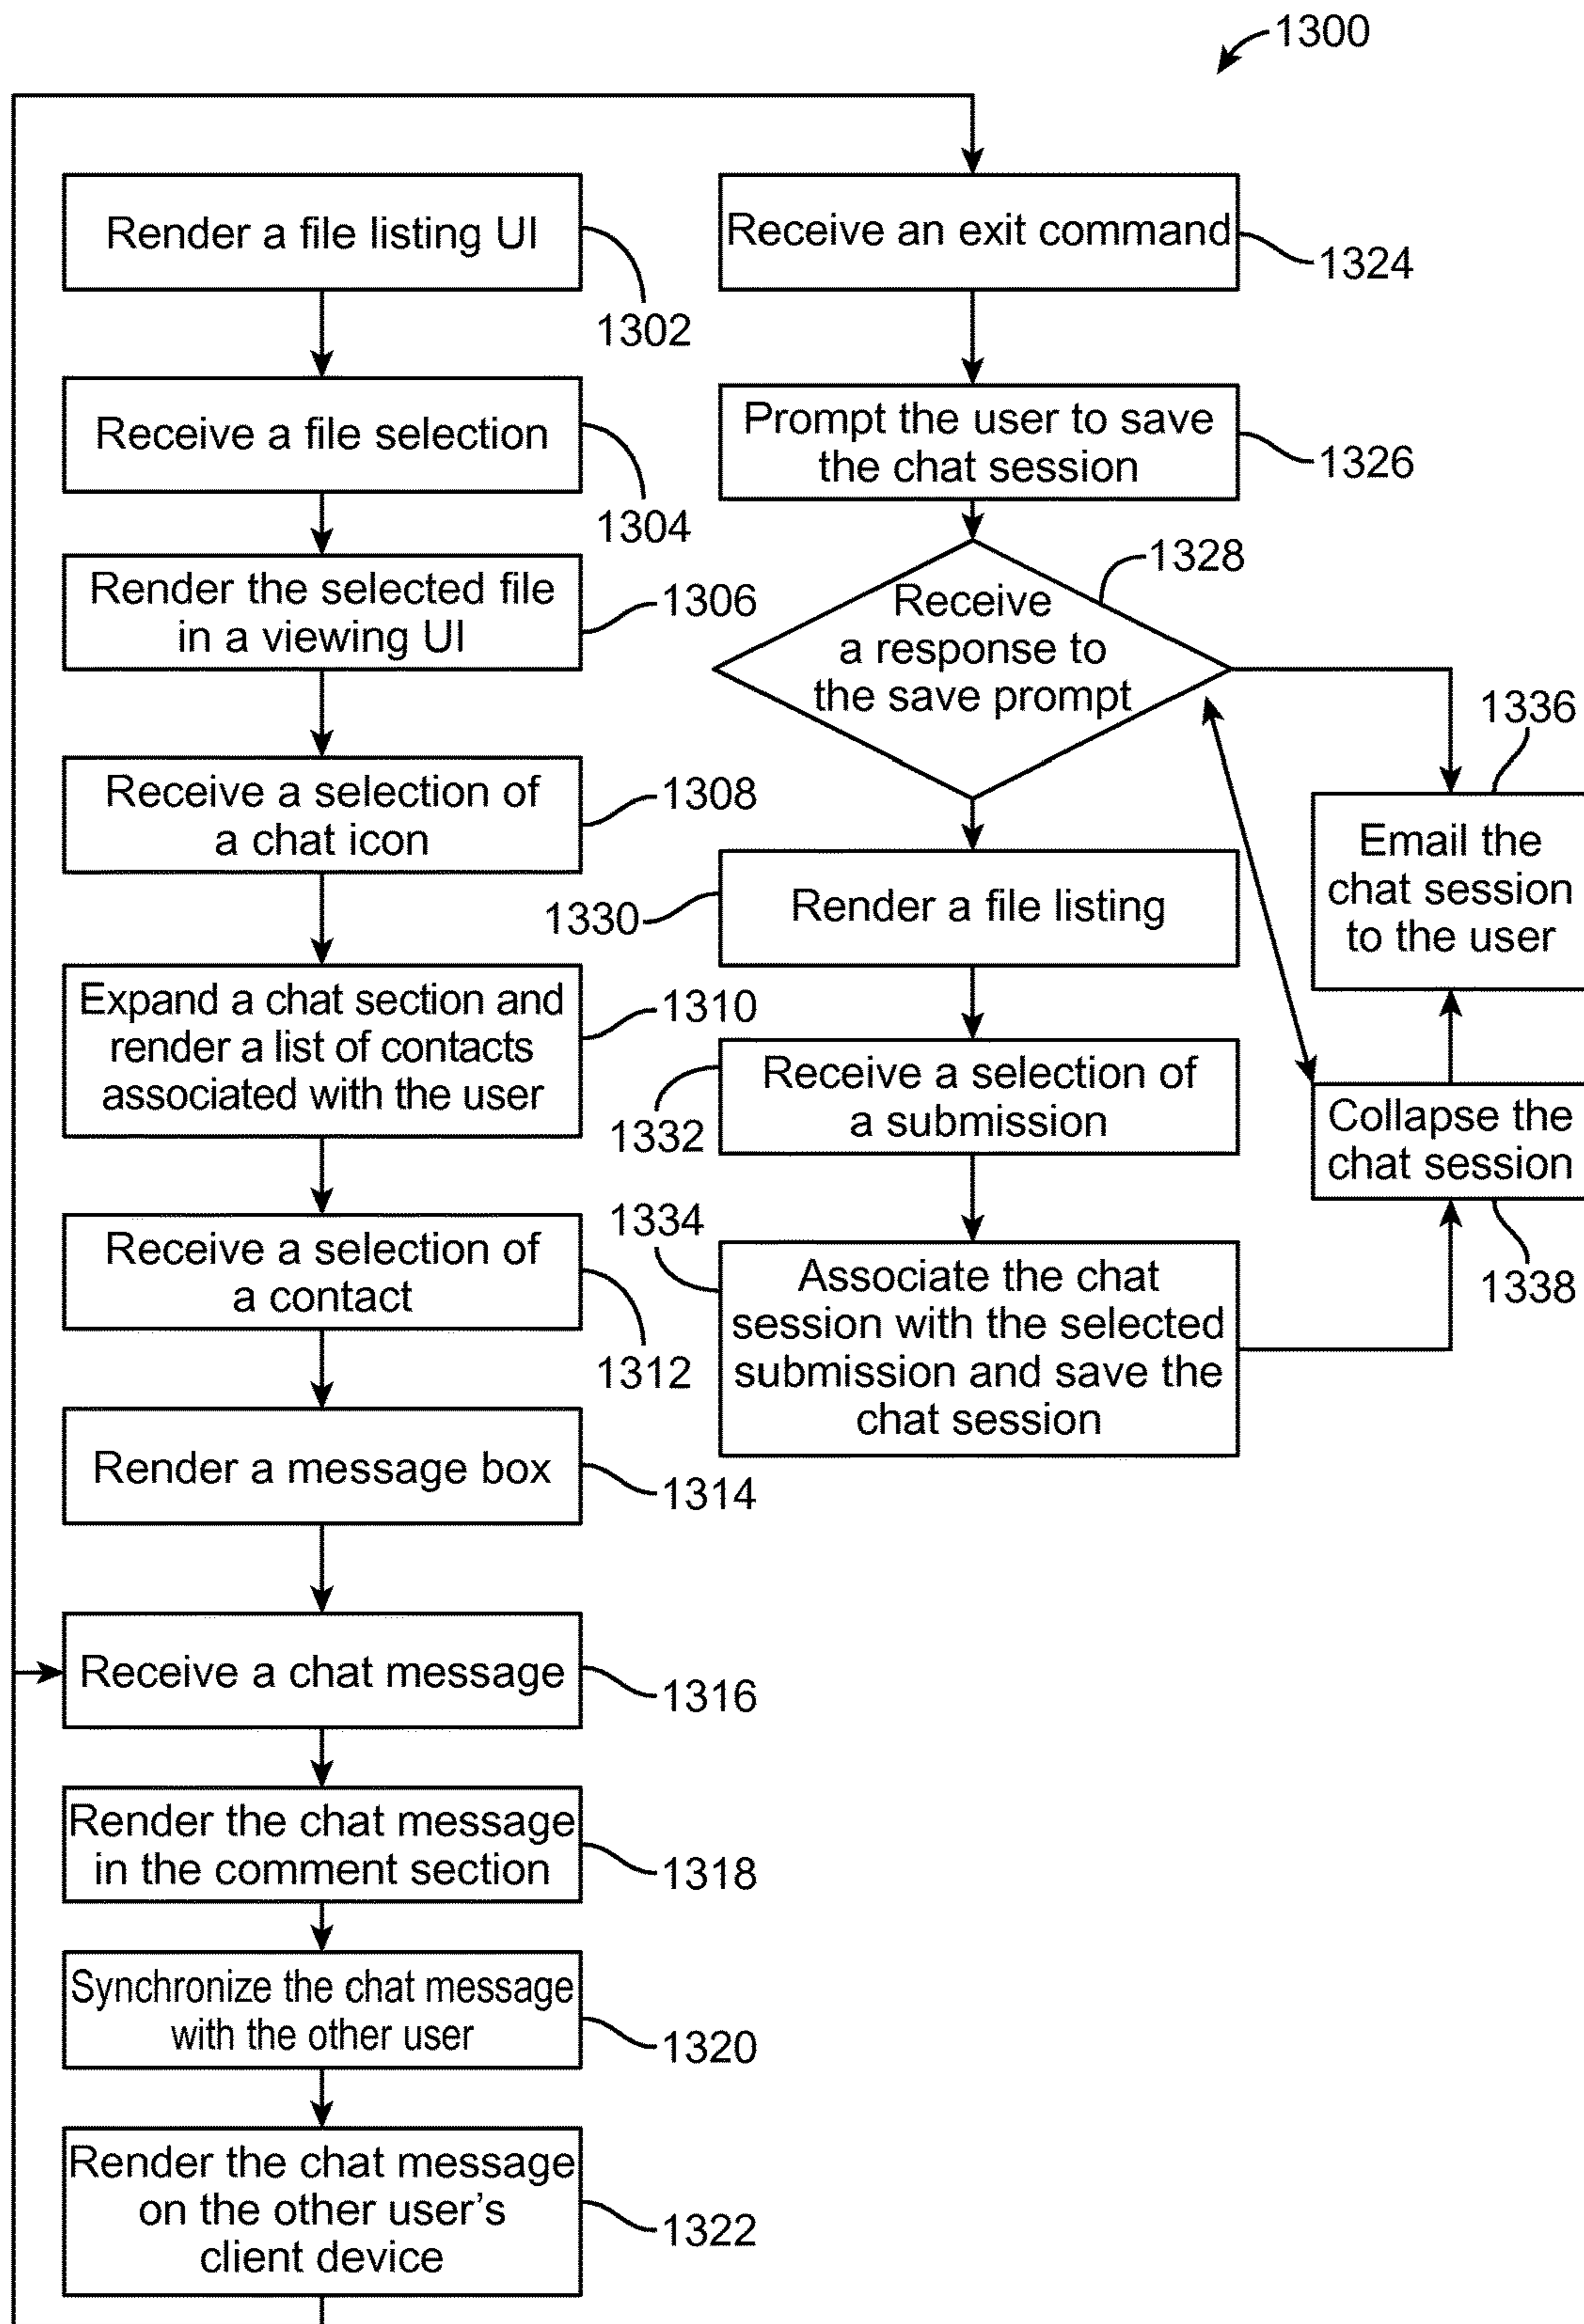 1300
Render a file listing UI
1302
Receive a file selection
1304
Render the selected file
in a viewing UI
1306
Receive a selection of
a chat icon
1308
Expand a chat section and
render a list of contacts
associated with the user
1310
Receive a selection of
a contact
1312
Render a message box
1314
Receive a chat message
1316
Render the chat message
in the comment section
1318
Synchronize the chat message
with the other user
1320
Render the chat message
on the other user's
client device
1322
Receive an exit command
1324
Prompt the user to save
the chat session
1326
Receive
a response to
the save prompt
1328
Render a file listing
1330
Receive a selection of
a submission
1332
Associate the chat
session with the selected
submission and save the
chat session
1334
1336
Email the
chat session
to the user
Collapse the
chat session
1338